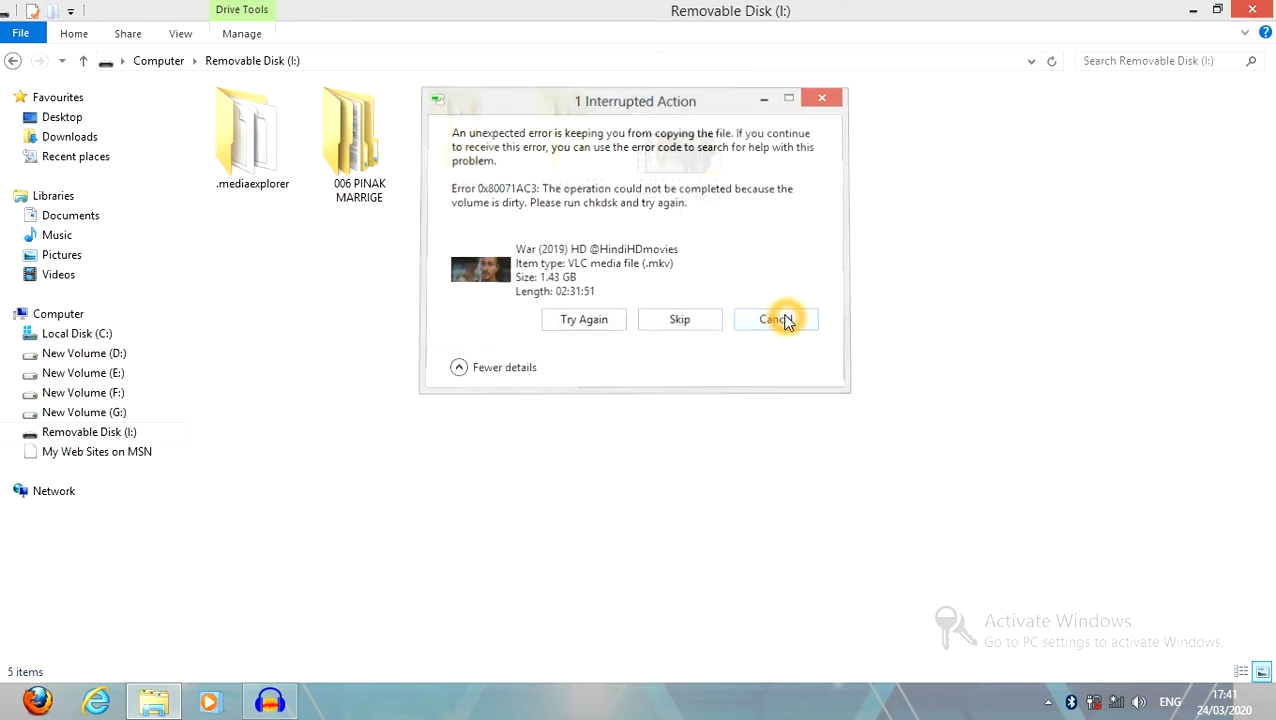 Drive Tools
Removable Disk (I:)
File
Home
Share
View
Manage
Computer
Removable Disk (I:)
Search Removable Disk (I:)
Favourites
Desktop
Downloads
Recent places
Libraries
Documents
Music
Pictures
Videos
Computer
Local Disk (C:)
New Volume (D:)
New Volume (E:)
New Volume (F:)
New Volume (G:)
Removable Disk (I:)
My Web Sites on MSN
Network
.mediaexplorer
006 PINAK
MARRIGE
1 Interrupted Action
An unexpected error is keeping you from copying the file. If you continue
to receive this error, you can use the error code to search for help with this
problem.
Error 0x80071AC3: The operation could not be completed because the
volume is dirty. Please run chkdsk and try again.
War (2019) HD @HindiHDmovies
Item type: VLC media file (.mkv)
Size: 1.43 GB
Length: 02:31:51
Try Again
Skip
Cancel
Fewer details
Activate Windows
Go to PC settings to activate Windows.
5 items
ENG
17:41
24/03/2020